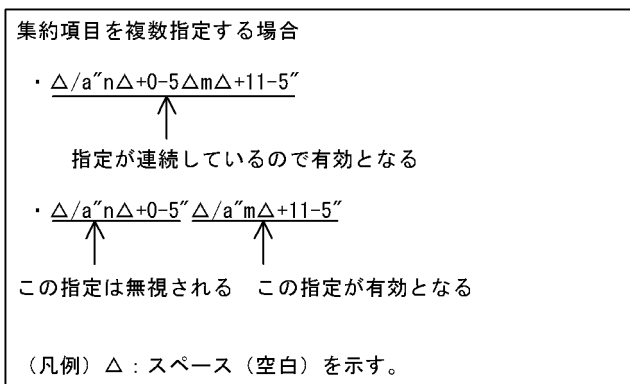 集約項目を複数指定する場合
・△/a″n△+0-5△m△+11-5″
指定が連続しているので有効となる
・△/a″n△+0-5″△/a″m△+11-5″
この指定は無視される この指定が有効となる
（凡例）△：スペース（空白）を示す。